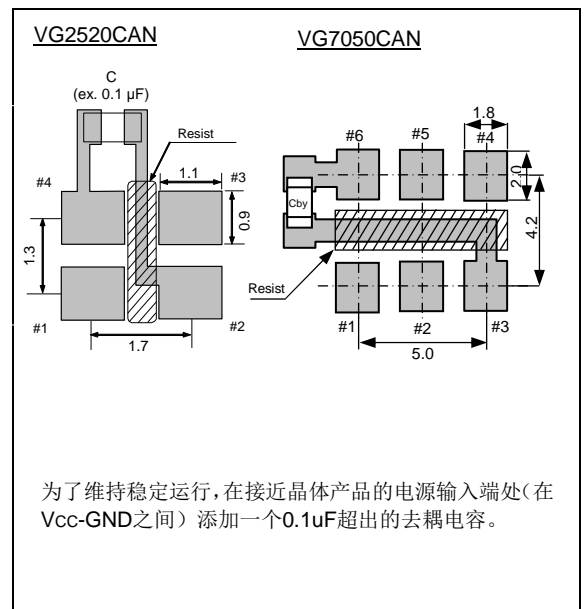 VG2520CAN
VG7050CAN
C
(ex. 0.1 µF)
Resist
1.1
#4
#3
0.9
1.3
#1
#2
1.7
1.8
#6
#5
#4
2.0
Cby
4.2
Resist
#1
#2
#3
5.0
为了维持稳定运行，在接近晶体产品的电源输入端处（在
Vcc-GND之间）添加一个0.1uF超出的去耦电容。